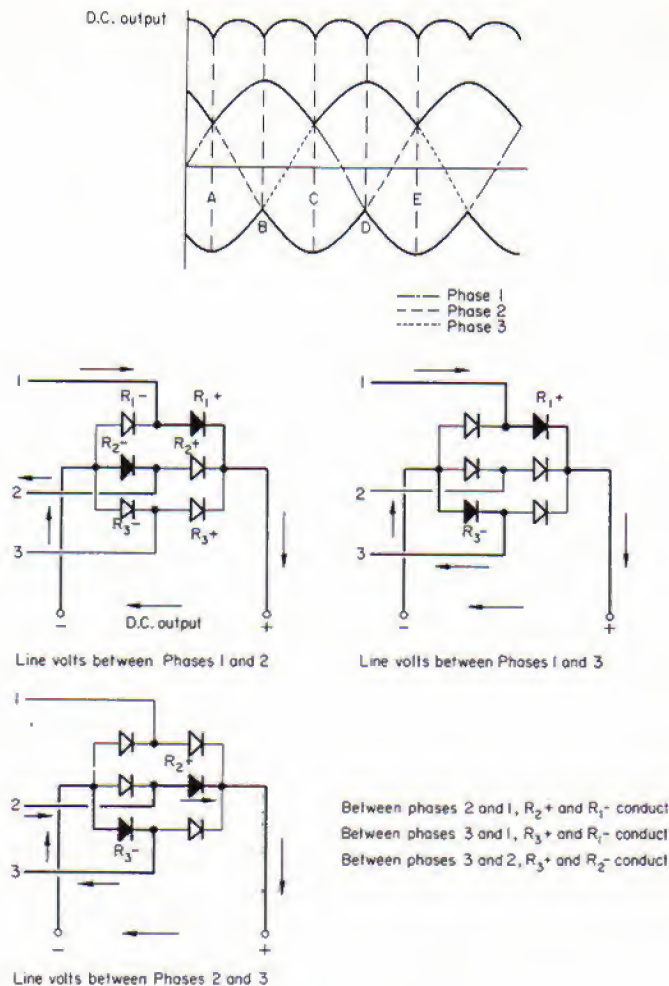 D.C. output
A
B
C
D
E
Phase 1
Phase 2
Phase 3
1
R₁-
R₁+
R₂-
R₂+
2
R₃-
R₃+
3
-
D.C. output
+
Line volts between Phases 1 and 2
1
R₁+
2
R₃-
3
-
+
Line volts between Phases 1 and 3
1
R₂+
2
R₃-
3
-
+
Line volts between Phases 2 and 3
Between phases 2 and 1, R₂+ and R₁- conduct
Between phases 3 and 1, R₃+ and R₁- conduct
Between phases 3 and 2, R₃+ and R₂- conduct